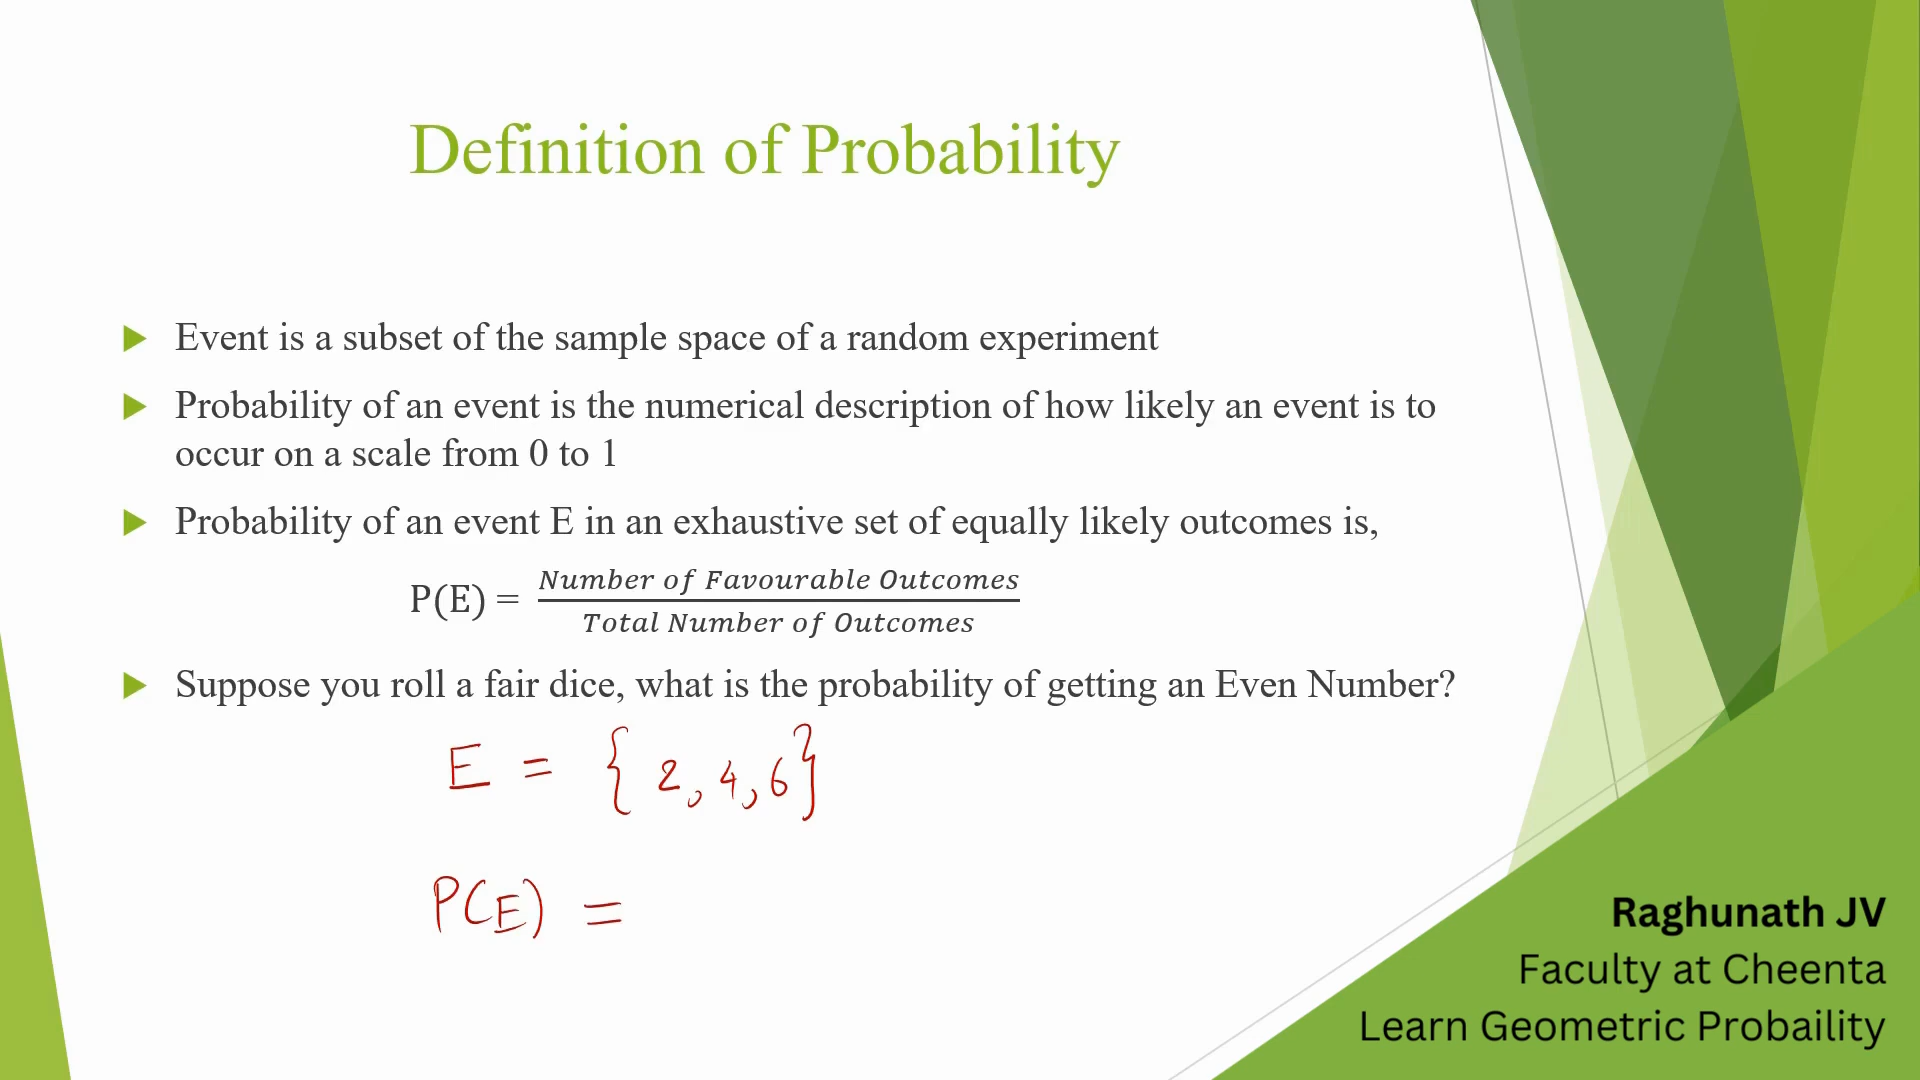 Definition of Probability
Event is a subset of the sample space of a random experiment
Probability of an event is the numerical description of how likely an event is to
occur on a scale from 0 to 1
Probability of an event E in an exhaustive set of equally likely outcomes is,
P(E) = Number of Favourable Outcomes
Total Number of Outcomes
Suppose you roll a fair dice, what is the probability of getting an Even Number?
E = { 2, 4, 6 }
P(E) =
Raghunath JV
Faculty at Cheenta
Learn Geometric Probaility